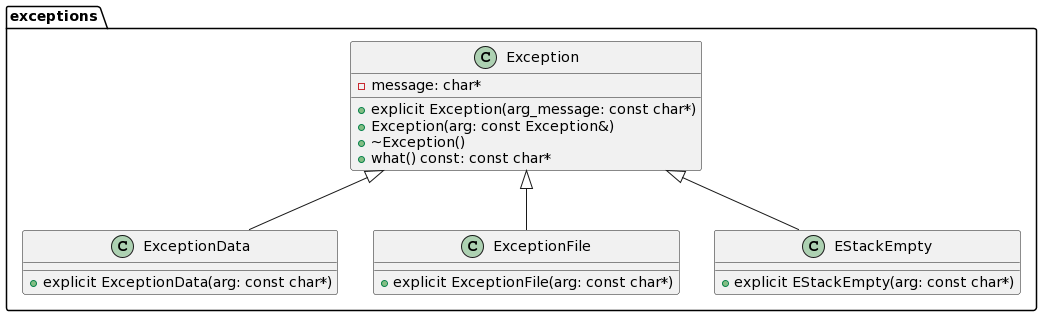 exceptions
C Exception
message: char*
explicit Exception(arg_message: const char*)
Exception(arg: const Exception&)
~Exception()
what() const: const char*
C ExceptionData
explicit ExceptionData(arg: const char*)
C ExceptionFile
explicit ExceptionFile(arg: const char*)
C EStackEmpty
explicit EStackEmpty(arg: const char*)